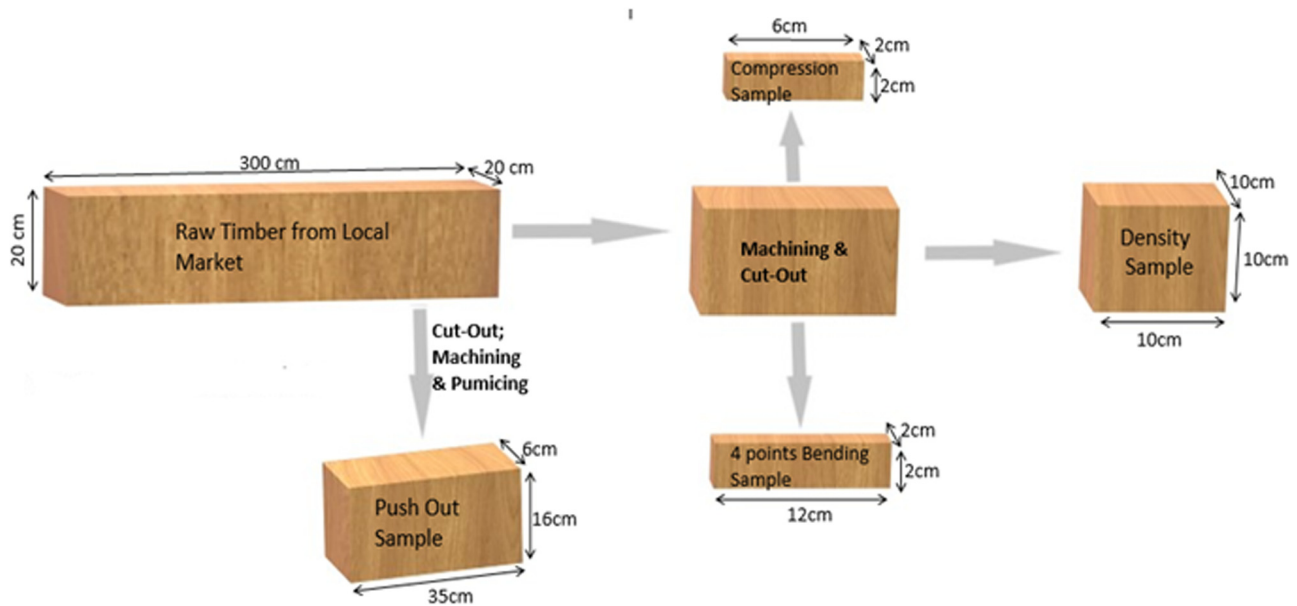 6cm
2cm
Compression
Sample
2cm
300 cm
20 cm
20 cm
Raw Timber from Local
Market
Machining &
Cut-Out
10cm
Density
Sample
10cm
10cm
Cut-Out;
Machining
& Pumicing
6cm
Push Out
Sample
16cm
35cm
2cm
4 points Bending
Sample
2cm
12cm